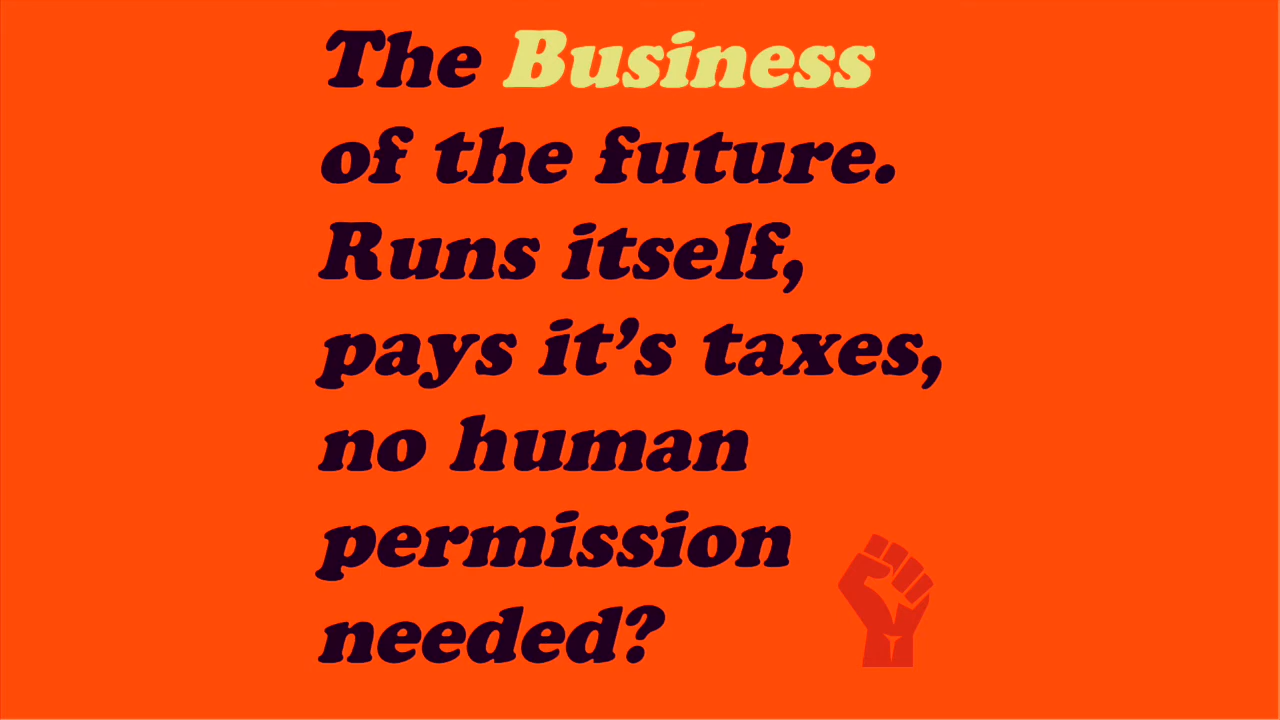 The Business
of the future.
Runs itself,
pays it’s taxes,
no human
permission
needed?